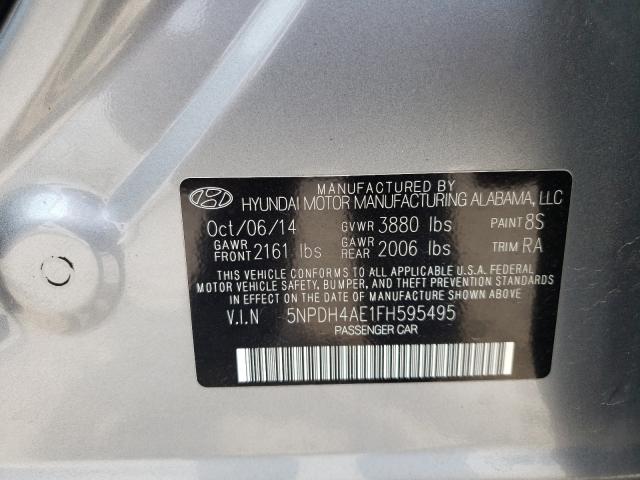 MANUFACTURED BY
HYUNDAI MOTOR MANUFACTURING ALABAMA, LLC
Oct/06/14 GVWR 3880 lbs PAINT 8S
GAWR FRONT 2161 lbs GAWR REAR 2006 lbs TRIM RA
THIS VEHICLE CONFORMS TO ALL APPLICABLE U.S.A. FEDERAL
MOTOR VEHICLE SAFETY, BUMPER, AND THEFT PREVENTION STANDARDS
IN EFFECT ON THE DATE OF MANUFACTURE SHOWN ABOVE
V.I.N 5NPDH4AE1FH595495
PASSENGER CAR